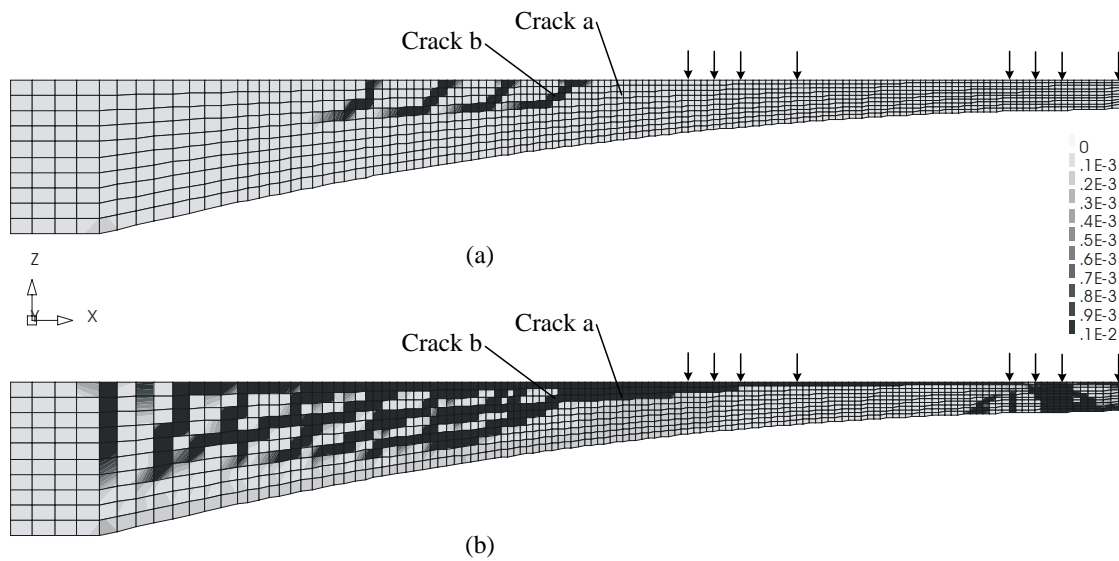 Crack a
Crack b
0
.1E-3
.2E-3
.3E-3
.4E-3
.5E-3
.6E-3
.7E-3
.8E-3
.9E-3
.1E-2
(a)
Z
Y X
Crack a
Crack b
(b)